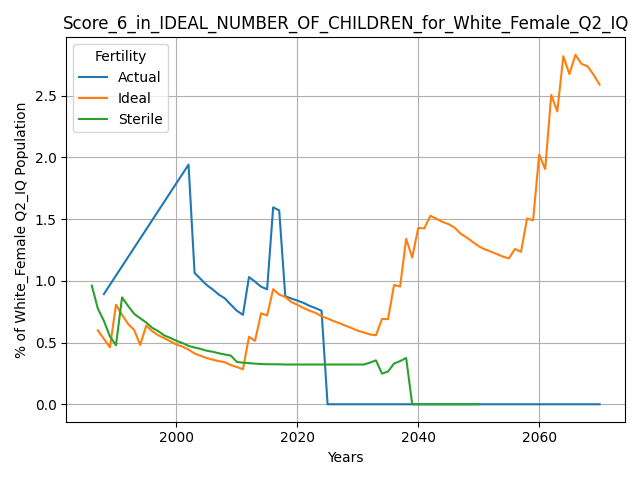 Score_6_in_IDEAL_NUMBER_OF_CHILDREN_for_White_Female_Q2_IQ
Fertility
Actual
Ideal
Sterile
% of White_Female Q2_IQ Population
2.5
2.0
1.5
1.0
0.5
0.0
2000 2020 2040 2060
Years